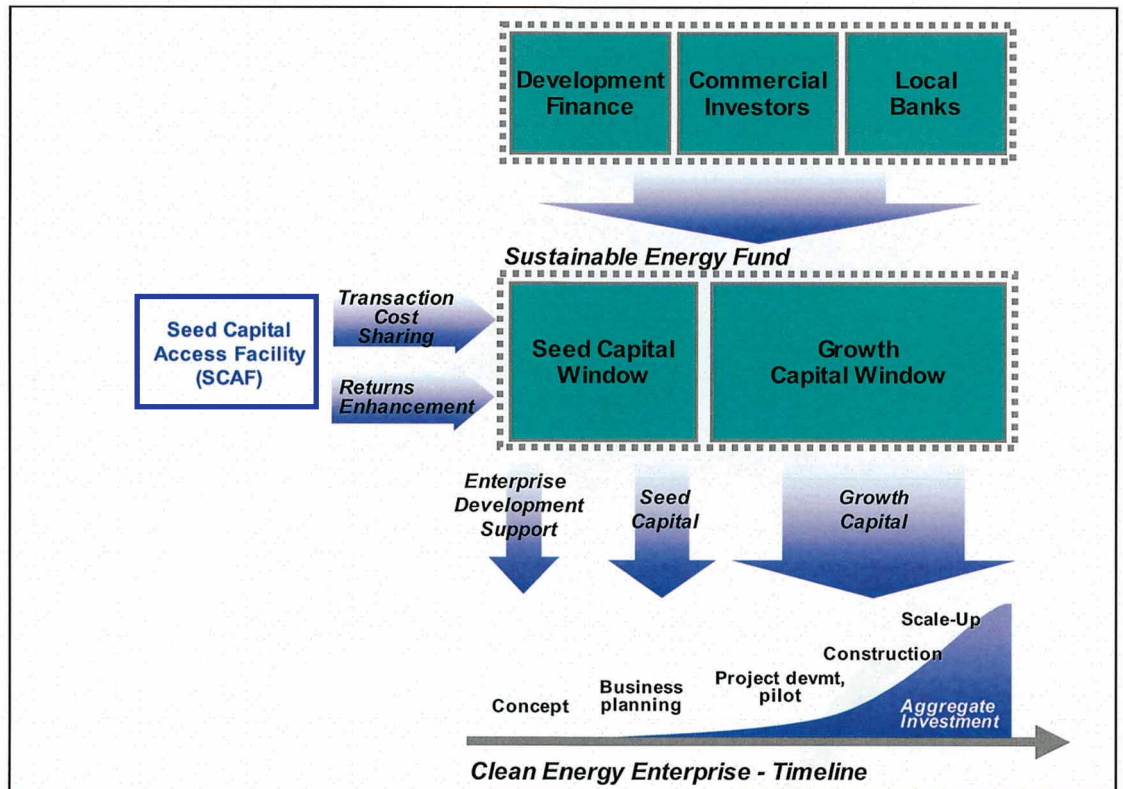 Development
Finance
Commercial
Investors
Local
Banks
Sustainable Energy Fund
Seed Capital
Access Facility
(SCAF)
Transaction
Cost
Sharing
Returns
Enhancement
Seed Capital
Window
Growth
Capital Window
Enterprise
Development
Support
Seed
Capital
Growth
Capital
Concept
Business
planning
Project devmt,
pilot
Construction
Scale-Up
Aggregate
Investment
Clean Energy Enterprise - Timeline